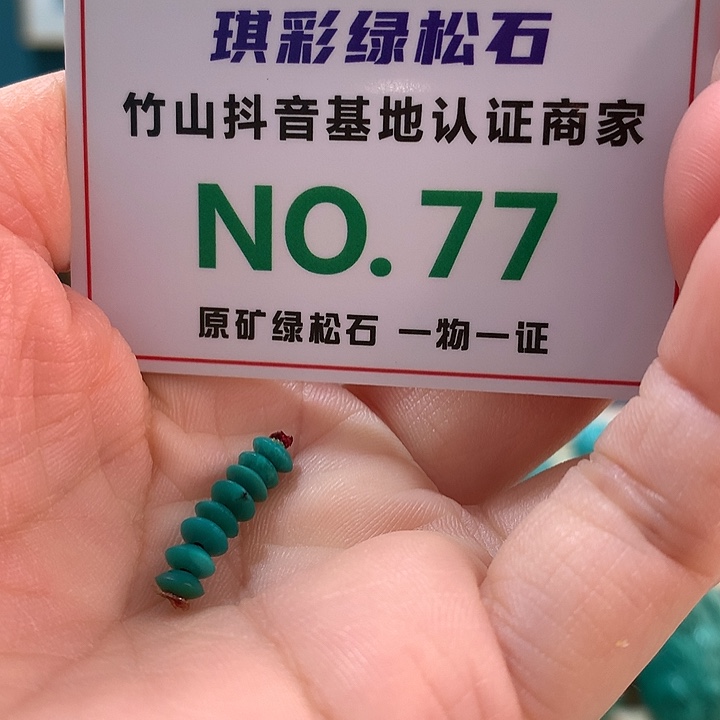 琪彩绿松石
竹山抖音基地认证商家
NO.77
原矿绿松石 一物一证